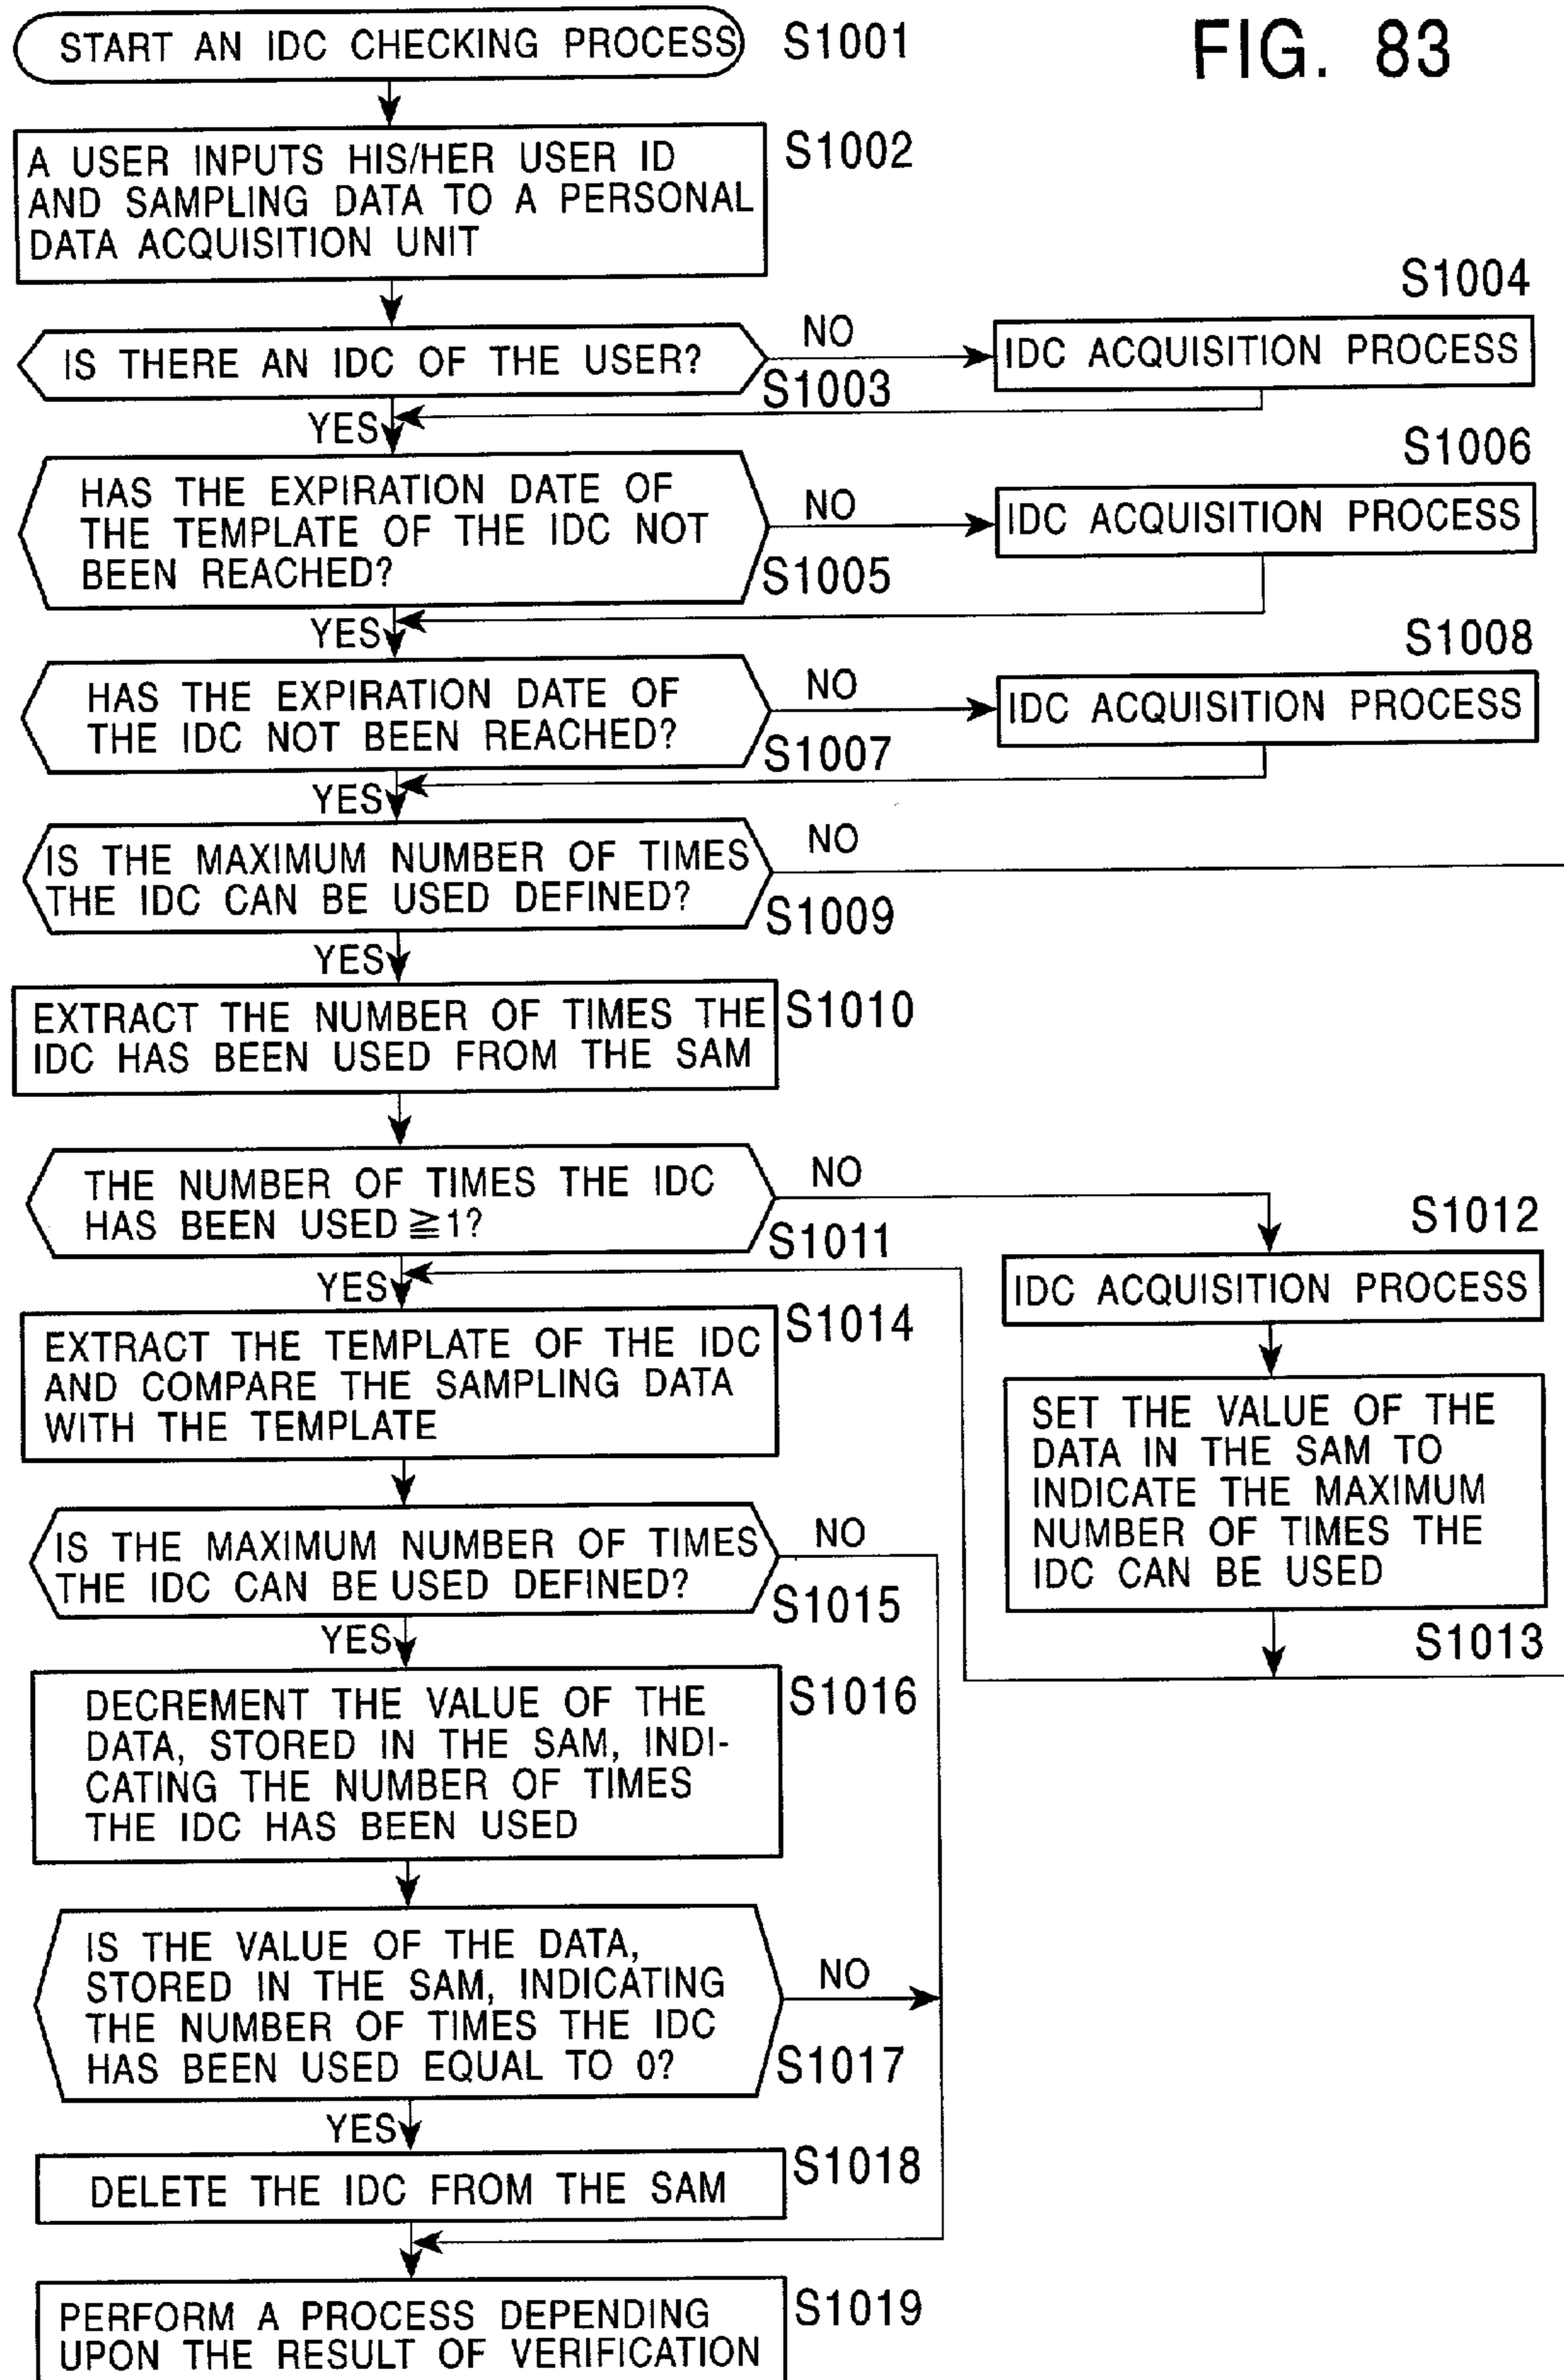 FIG. 83
START AN IDC CHECKING PROCESS
S1001
A USER INPUTS HIS/HER USER ID
AND SAMPLING DATA TO A PERSONAL
DATA ACQUISITION UNIT
S1002
IS THERE AN IDC OF THE USER?
S1003
NO
YES
S1004
IDC ACQUISITION PROCESS
HAS THE EXPIRATION DATE OF
THE TEMPLATE OF THE IDC NOT
BEEN REACHED?
S1005
NO
YES
S1006
IDC ACQUISITION PROCESS
HAS THE EXPIRATION DATE OF
THE IDC NOT BEEN REACHED?
S1007
NO
YES
S1008
IDC ACQUISITION PROCESS
IS THE MAXIMUM NUMBER OF TIMES
THE IDC CAN BE USED DEFINED?
S1009
NO
YES
EXTRACT THE NUMBER OF TIMES THE
IDC HAS BEEN USED FROM THE SAM
S1010
THE NUMBER OF TIMES THE IDC
HAS BEEN USED ≧1?
S1011
NO
YES
S1012
IDC ACQUISITION PROCESS
SET THE VALUE OF THE
DATA IN THE SAM TO
INDICATE THE MAXIMUM
NUMBER OF TIMES THE
IDC CAN BE USED
S1013
EXTRACT THE TEMPLATE OF THE IDC
AND COMPARE THE SAMPLING DATA
WITH THE TEMPLATE
S1014
IS THE MAXIMUM NUMBER OF TIMES
THE IDC CAN BE USED DEFINED?
S1015
NO
YES
DECREMENT THE VALUE OF THE
DATA, STORED IN THE SAM, INDI-
CATING THE NUMBER OF TIMES
THE IDC HAS BEEN USED
S1016
IS THE VALUE OF THE DATA,
STORED IN THE SAM, INDICATING
THE NUMBER OF TIMES THE IDC
HAS BEEN USED EQUAL TO 0?
S1017
NO
YES
DELETE THE IDC FROM THE SAM
S1018
PERFORM A PROCESS DEPENDING
UPON THE RESULT OF VERIFICATION
S1019